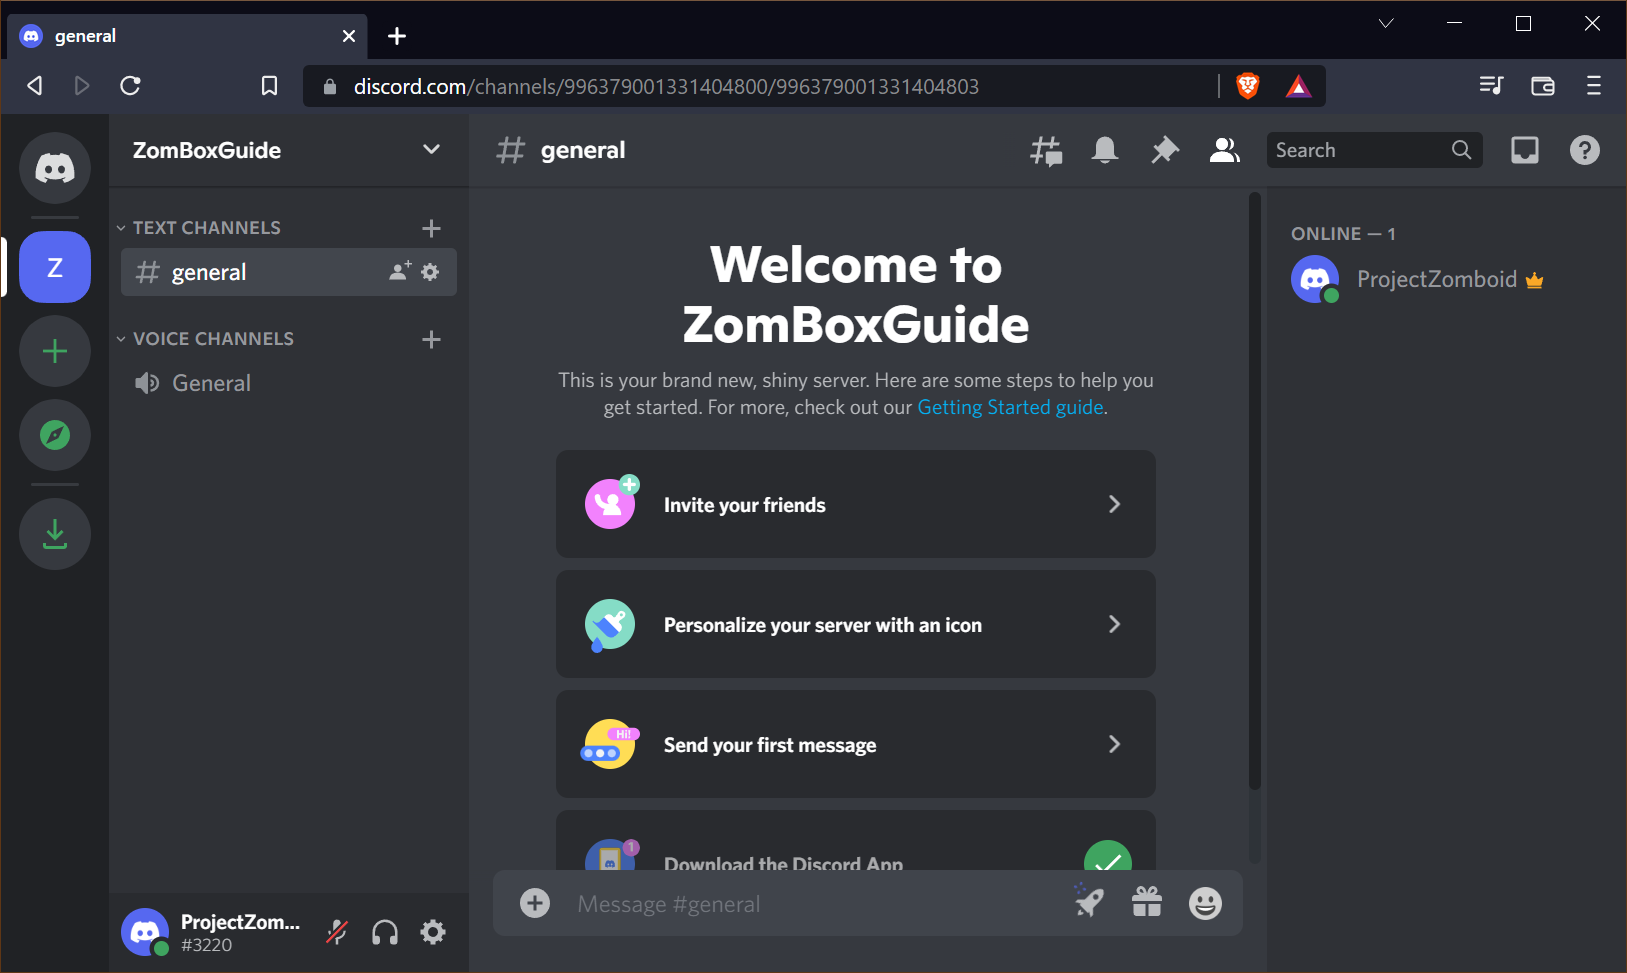 general
discord.com/channels/996379001331404800/996379001331404803
ZomBoxGuide
general
Search
Z
TEXT CHANNELS
general
VOICE CHANNELS
General
Welcome to
ZomBoxGuide
This is your brand new, shiny server. Here are some steps to help you
get started. For more, check out our Getting Started guide.
Invite your friends
Personalize your server with an icon
Hi!
Send your first message
1
Download the Discord App
Message #general
ONLINE — 1
ProjectZomboid
ProjectZom...
#3220